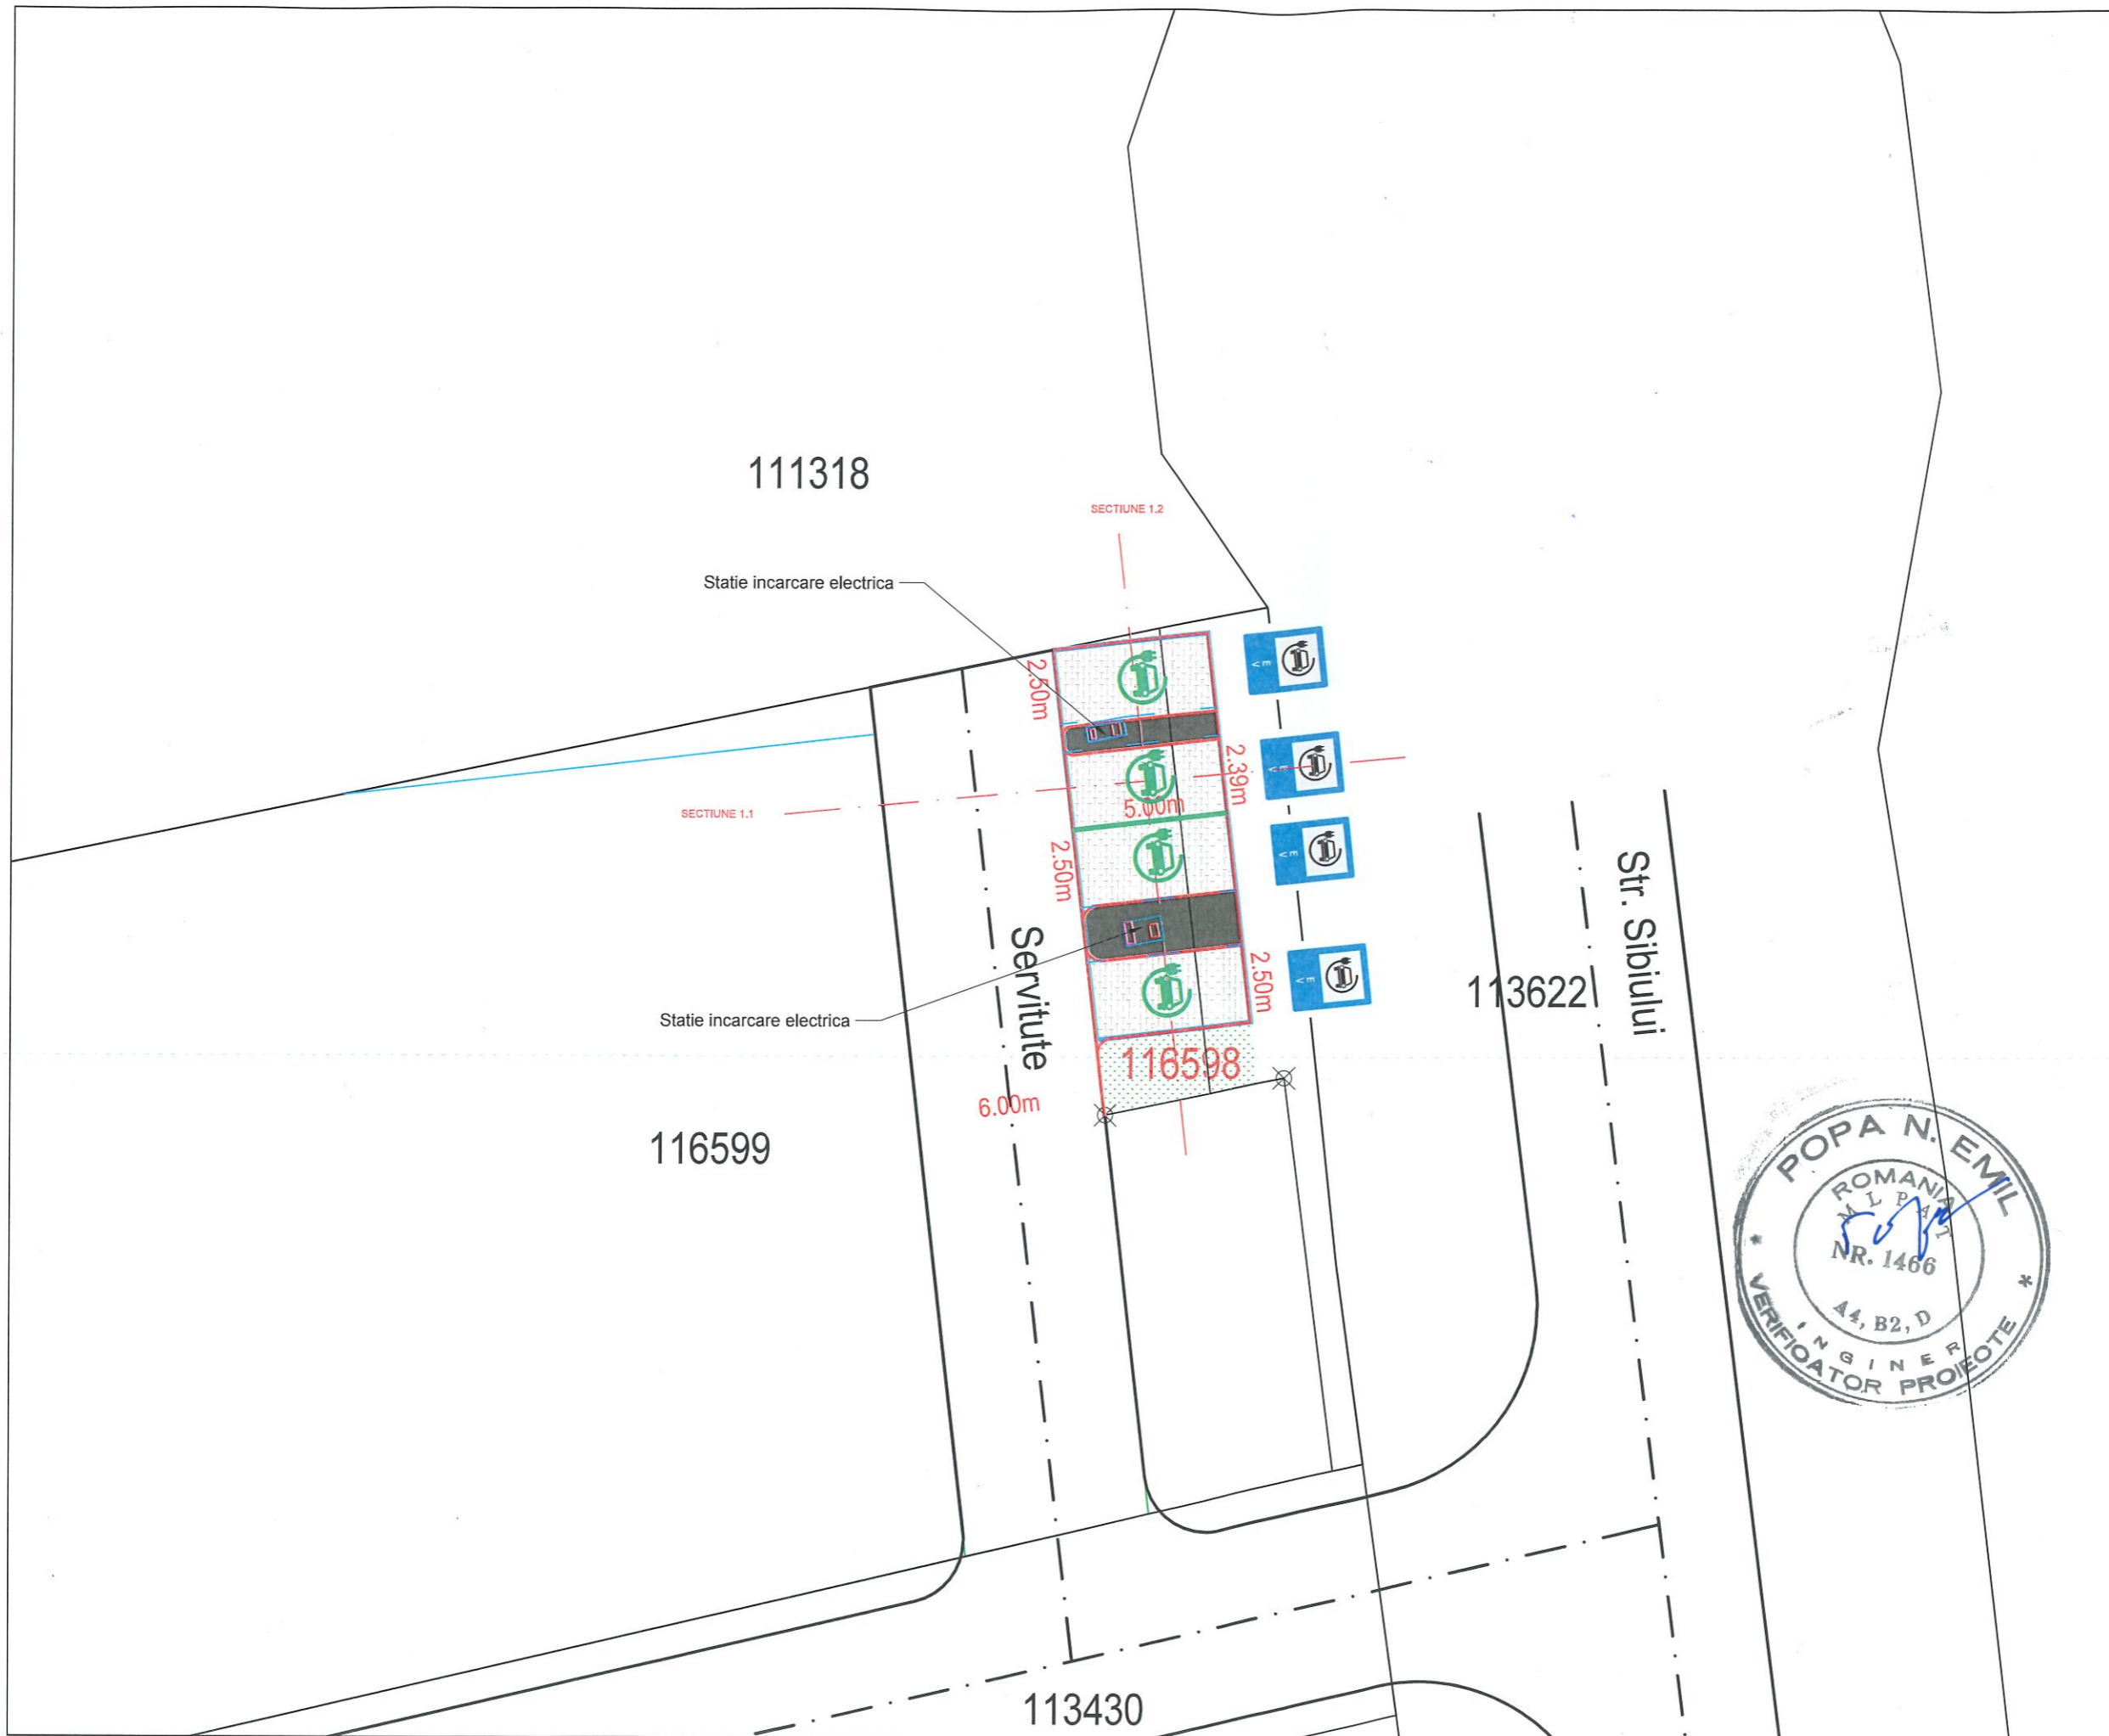 111318
SECTIUNE 1.2
Statie incarcare electrica
2.50m
E V
2.39m
E V
SECTIUNE 1.1
5.00m
2.50m
E V
Str. Sibiului
Servitute
2.50m
E V
113622
Statie incarcare electrica
116598
6.00m
116599
POPA N. EMIL
ROMANIA
M L P A T
NR. 1466
A4, B2, D
INGINER
VERIFICATOR PROIECTE
113430